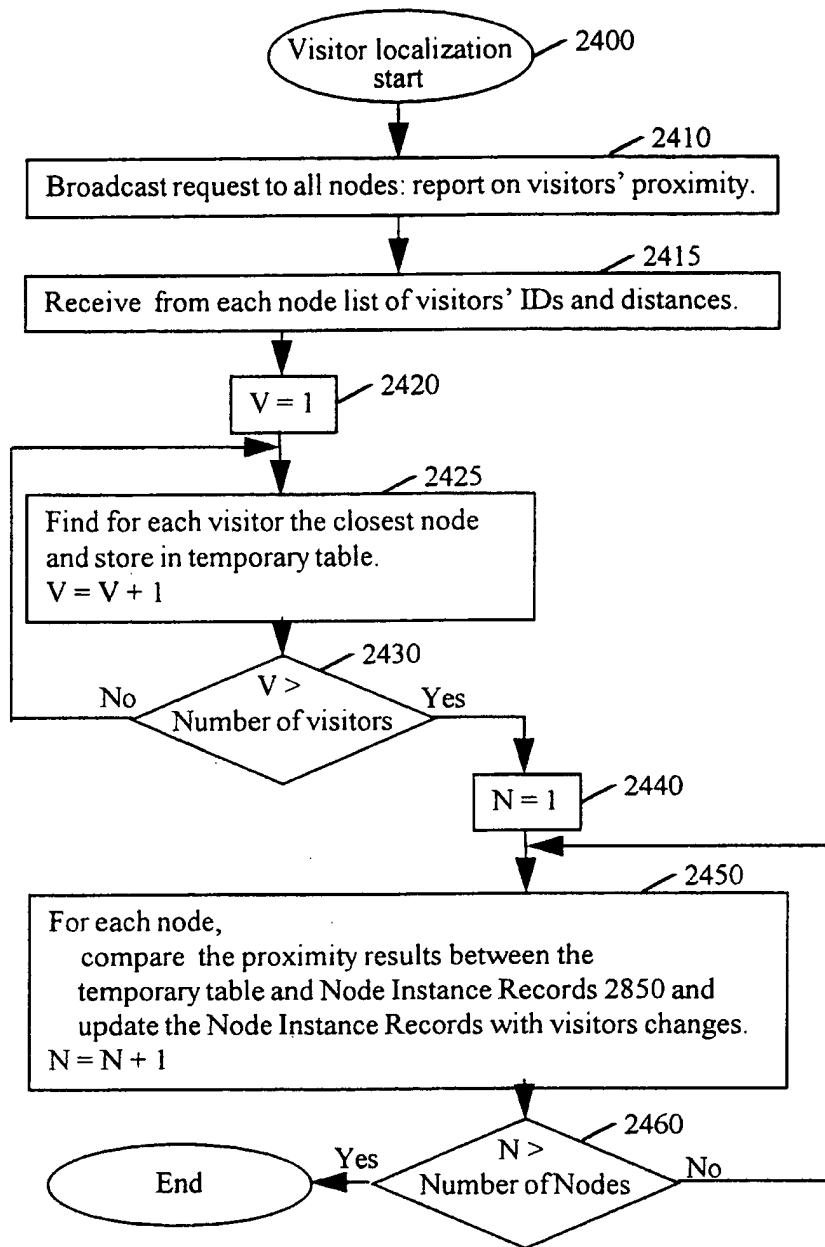 Visitor localization
start
2400
2410
Broadcast request to all nodes: report on visitors' proximity.
2415
Receive from each node list of visitors' IDs and distances.
V = 1
2420
2425
Find for each visitor the closest node
and store in temporary table.
V = V + 1
2430
V >
Number of visitors
No
Yes
N = 1
2440
2450
For each node,
compare the proximity results between the
temporary table and Node Instance Records 2850 and
update the Node Instance Records with visitors changes.
N = N + 1
2460
N >
Number of Nodes
Yes
No
End